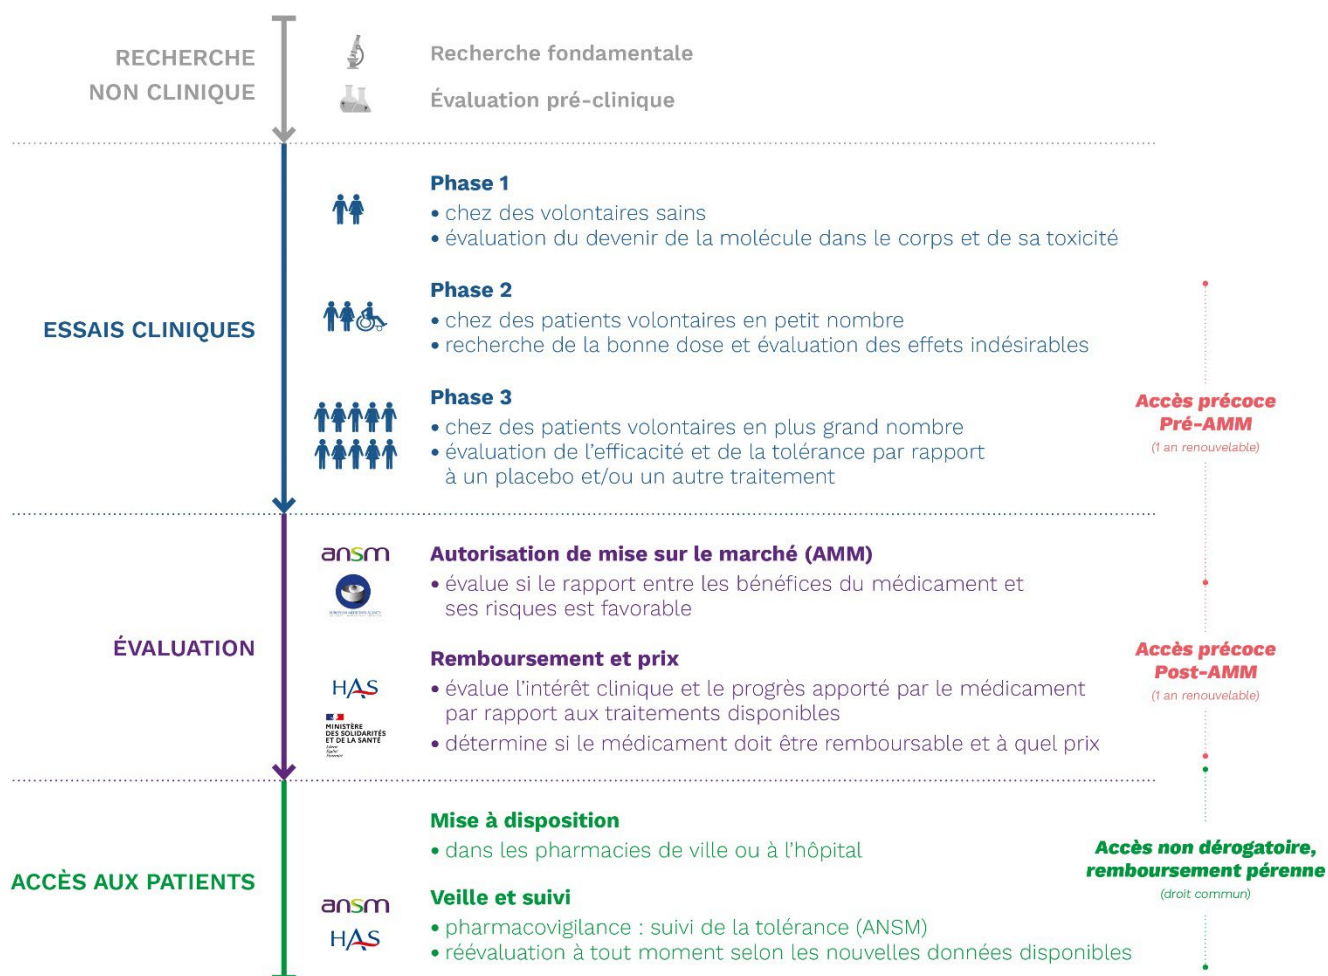 RECHERCHE
NON CLINIQUE
Recherche fondamentale
Évaluation pré-clinique
ESSAIS CLINIQUES
Phase 1
• chez des volontaires sains
• évaluation du devenir de la molécule dans le corps et de sa toxicité
Phase 2
• chez des patients volontaires en petit nombre
• recherche de la bonne dose et évaluation des effets indésirables
Phase 3
• chez des patients volontaires en plus grand nombre
• évaluation de l'efficacité et de la tolérance par rapport
à un placebo et/ou un autre traitement
Accès précoce
Pré-AMM
(1 an renouvelable)
ÉVALUATION
ansm
Autorisation de mise sur le marché (AMM)
• évalue si le rapport entre les bénéfices du médicament et
ses risques est favorable
EUROPEAN MEDICINES AGENCY
Remboursement et prix
HAS
• évalue l'intérêt clinique et le progrès apporté par le médicament
par rapport aux traitements disponibles
MINISTÈRE
DES SOLIDARITÉS
ET DE LA SANTÉ
Liberté
Égalité
Fraternité
• détermine si le médicament doit être remboursable et à quel prix
Accès précoce
Post-AMM
(1 an renouvelable)
ACCÈS AUX PATIENTS
Mise à disposition
• dans les pharmacies de ville ou à l'hôpital
ansm
HAS
Veille et suivi
• pharmacovigilance : suivi de la tolérance (ANSM)
• réévaluation à tout moment selon les nouvelles données disponibles
Accès non dérogatoire,
remboursement pérenne
(droit commun)